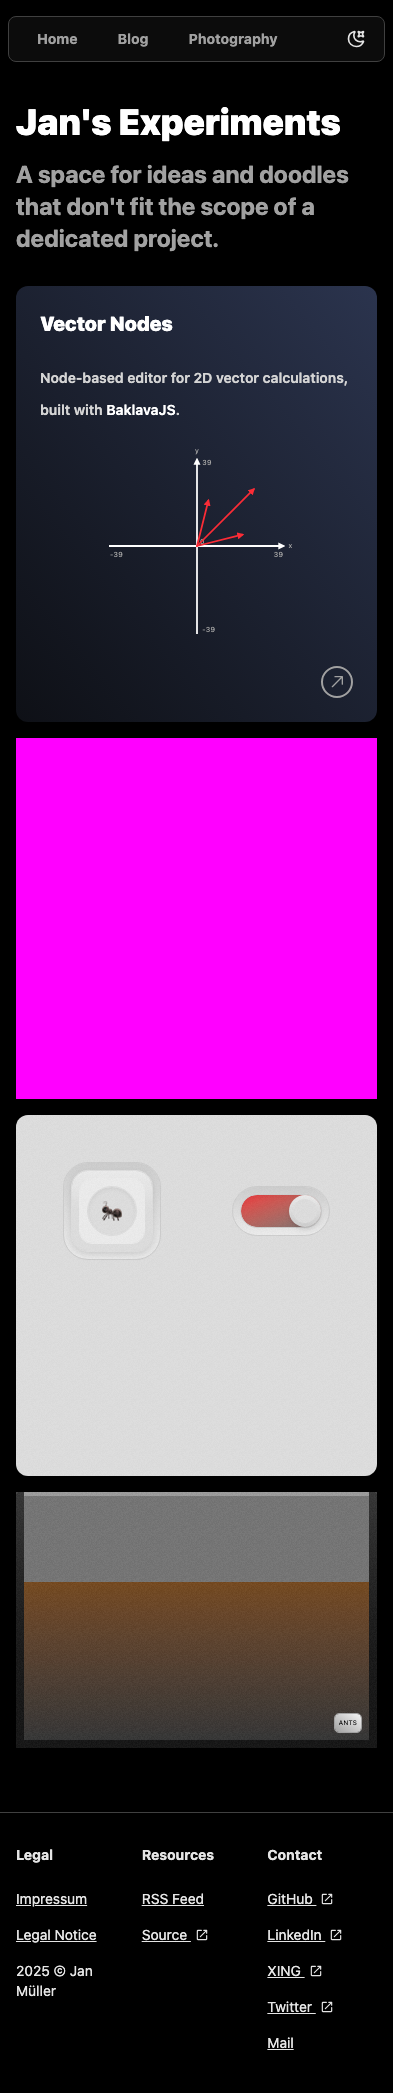 Home Blog Photography
Jan's Experiments
A space for ideas and doodles
that don't fit the scope of a
dedicated project.
Vector Nodes
Node-based editor for 2D vector calculations,
built with BaklavaJS.
y
39
x
-39
39
-39
ANTS
Legal
Impressum
Legal Notice
2025 © Jan
Müller
Resources
RSS Feed
Source
Contact
GitHub
LinkedIn
XING
Twitter
Mail